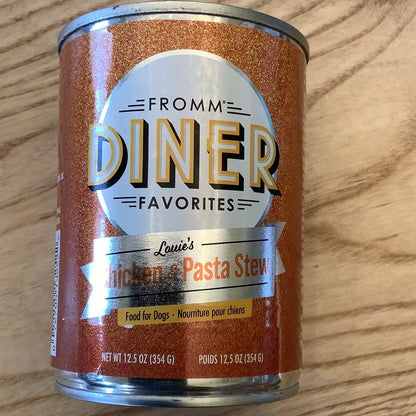 FROMM®
DINER
FAVORITES
Louie's
Chicken & Pasta Stew
Food for Dogs • Nourriture pour chiens
NET WT 12.5 OZ (354 G) POIDS 12,5 OZ (354 G)